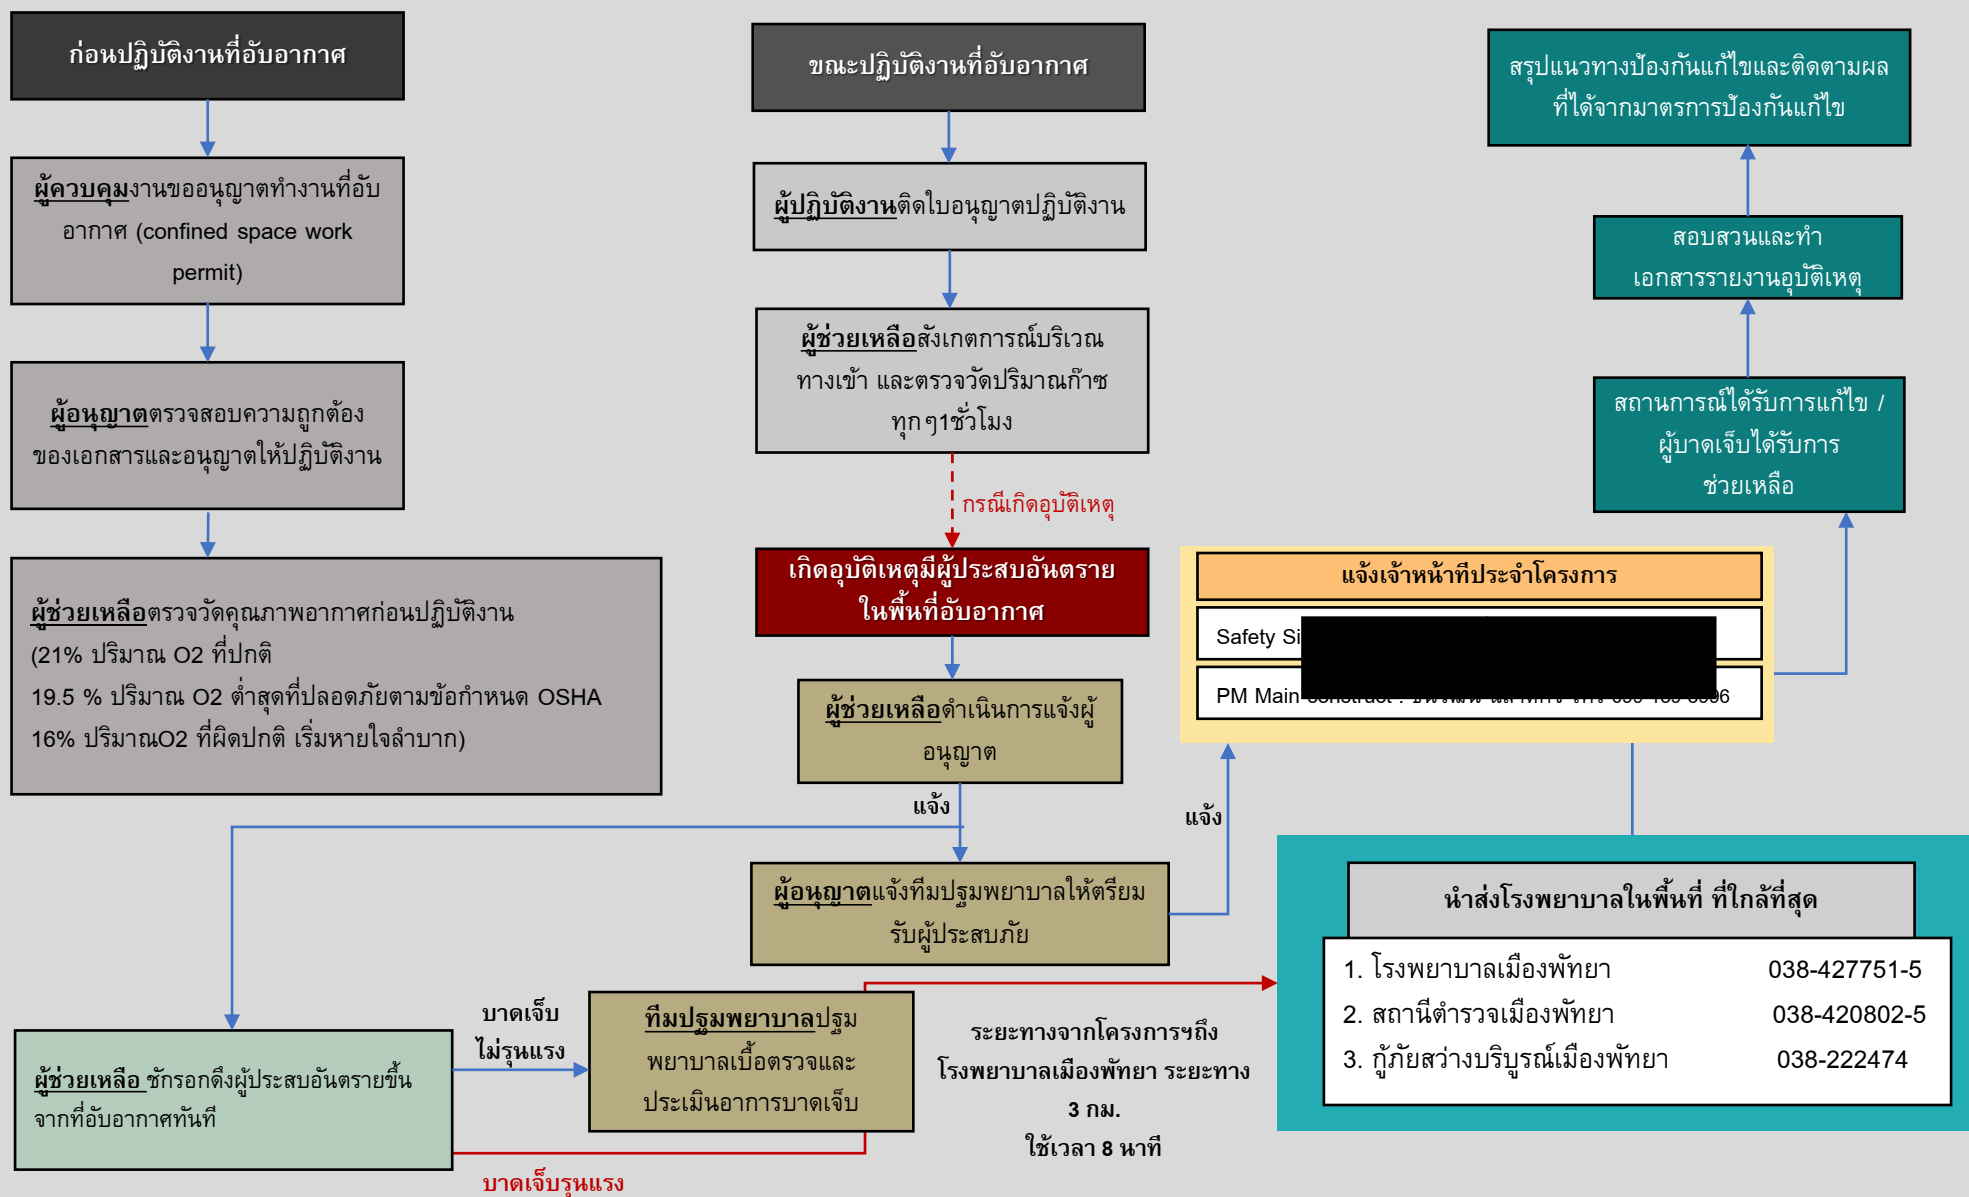 ก่อนปฏิบัติงานที่อับอากาศ
ผู้ควบคุมงานขออนุญาตทำงานที่อับ
อากาศ (confined space work
permit)
ผู้อนุญาตตรวจสอบความถูกต้อง
ของเอกสารและอนุญาตให้ปฏิบัติงาน
ผู้ช่วยเหลือตรวจวัดคุณภาพอากาศก่อนปฏิบัติงาน
(21% ปริมาณ O2 ที่ปกติ
19.5 % ปริมาณ O2 ต่ำสุดที่ปลอดภัยตามข้อกำหนด OSHA
16% ปริมาณO2 ที่ผิดปกติ เริ่มหายใจลำบาก)
ขณะปฏิบัติงานที่อับอากาศ
ผู้ปฏิบัติงานติดใบอนุญาตปฏิบัติงาน
ผู้ช่วยเหลือสังเกตการณ์บริเวณ
ทางเข้า และตรวจวัดปริมาณก๊าซ
ทุกๆ1ชั่วโมง
กรณีเกิดอุบัติเหตุ
เกิดอุบัติเหตุมีผู้ประสบอันตราย
ในพื้นที่อับอากาศ
ผู้ช่วยเหลือดำเนินการแจ้งผู้
อนุญาต
แจ้ง
ผู้อนุญาตแจ้งทีมปฐมพยาบาลให้ตรียม
รับผู้ประสบภัย
แจ้ง
ผู้ช่วยเหลือ ชักรอกดึงผู้ประสบอันตรายขึ้น
จากที่อับอากาศทันที
บาดเจ็บ
ไม่รุนแรง
บาดเจ็บรุนแรง
ทีมปฐมพยาบาลปฐม
พยาบาลเบื้อตรวจและ
ประเมินอาการบาดเจ็บ
ระยะทางจากโครงการฯถึง
โรงพยาบาลเมืองพัทยา ระยะทาง
3 กม.
ใช้เวลา 8 นาที
สรุปแนวทางป้องกันแก้ไขและติดตามผล
ที่ได้จากมาตรการป้องกันแก้ไข
สอบสวนและทำ
เอกสารรายงานอุบัติเหตุ
สถานการณ์ได้รับการแก้ไข /
ผู้บาดเจ็บได้รับการ
ช่วยเหลือ
แจ้งเจ้าหน้าที่ประจำโครงการ
Safety
PM Main
นำส่งโรงพยาบาลในพื้นที่ ที่ใกล้ที่สุด
1. โรงพยาบาลเมืองพัทยา 038-427751-5
2. สถานีตำรวจเมืองพัทยา 038-420802-5
3. กู้ภัยสว่างบริบูรณ์เมืองพัทยา 038-222474